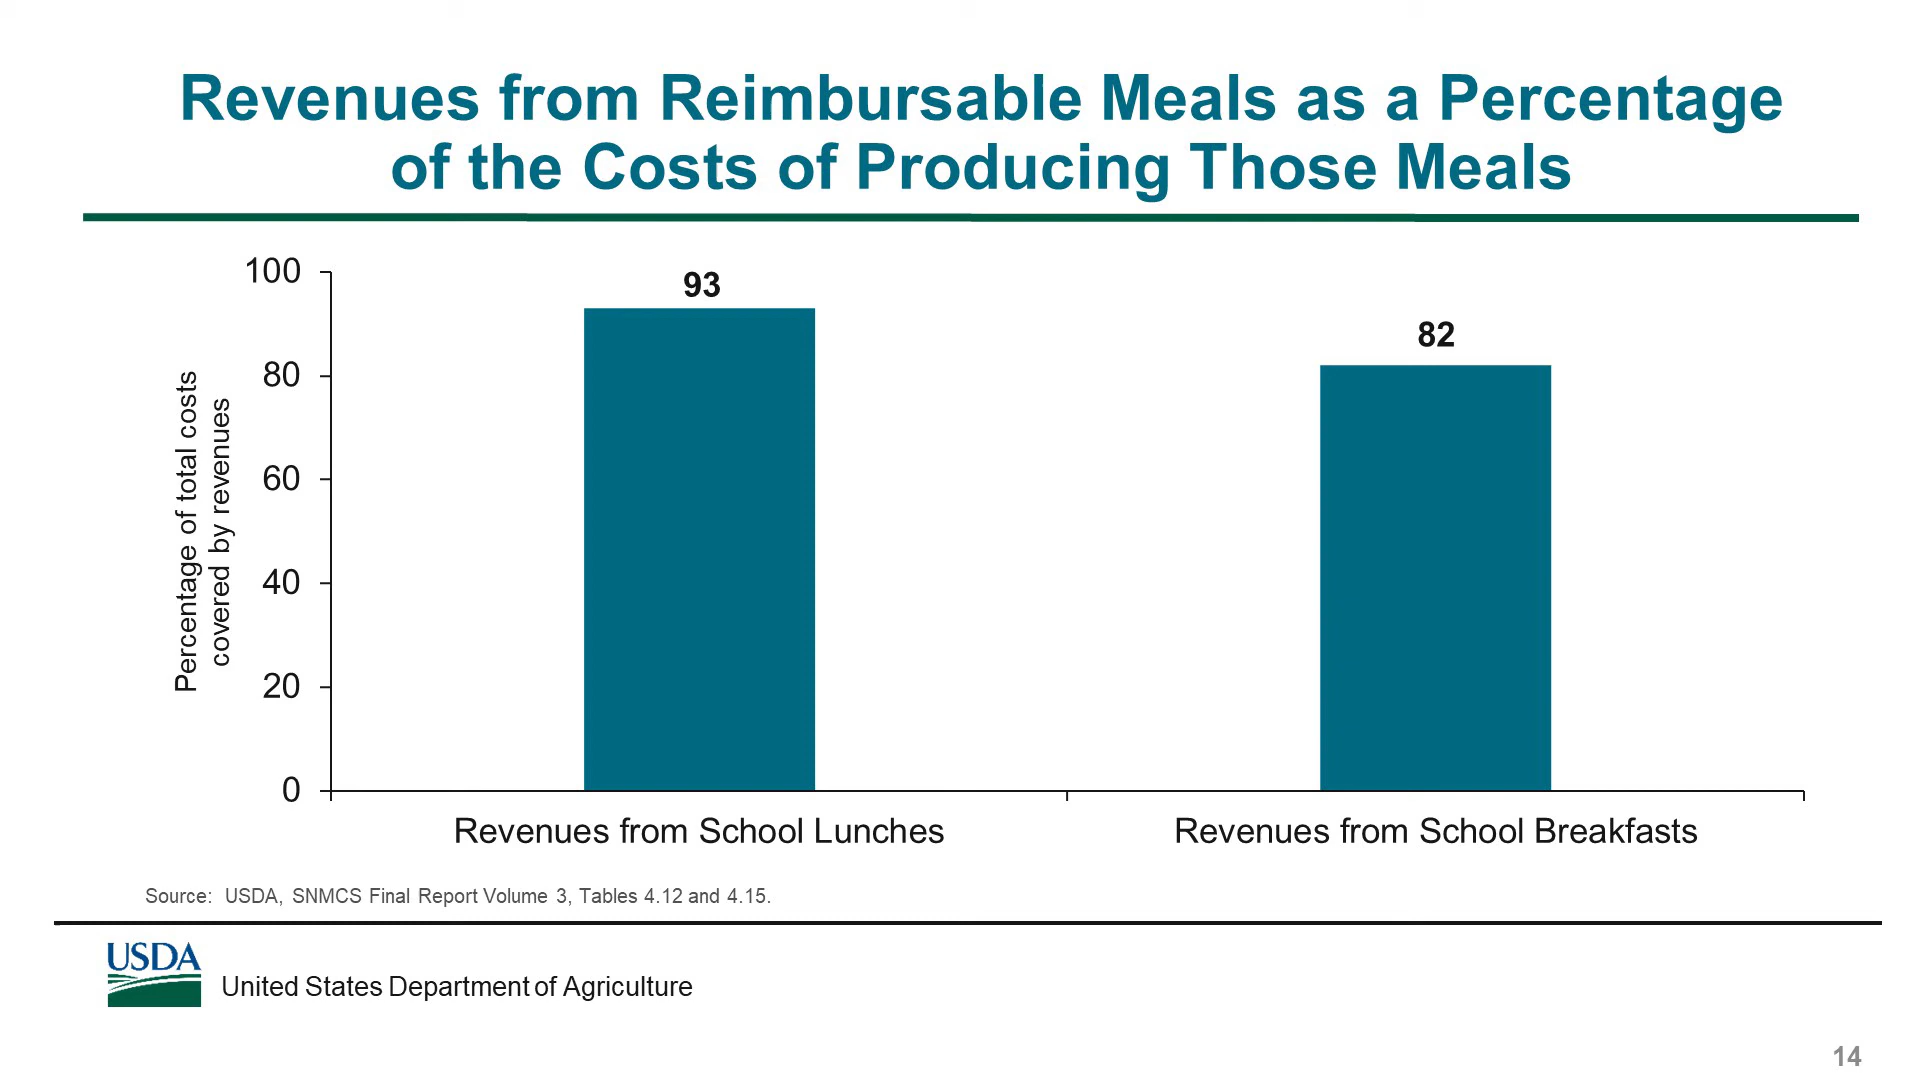 Revenues from Reimbursable Meals as a Percentage
of the Costs of Producing Those Meals
100
80
60
40
20
0
Percentage of total costs
covered by revenues
93
82
Revenues from School Lunches
Revenues from School Breakfasts
Source: USDA, SNMCS Final Report Volume 3, Tables 4.12 and 4.15.
USDA
United States Department of Agriculture
14